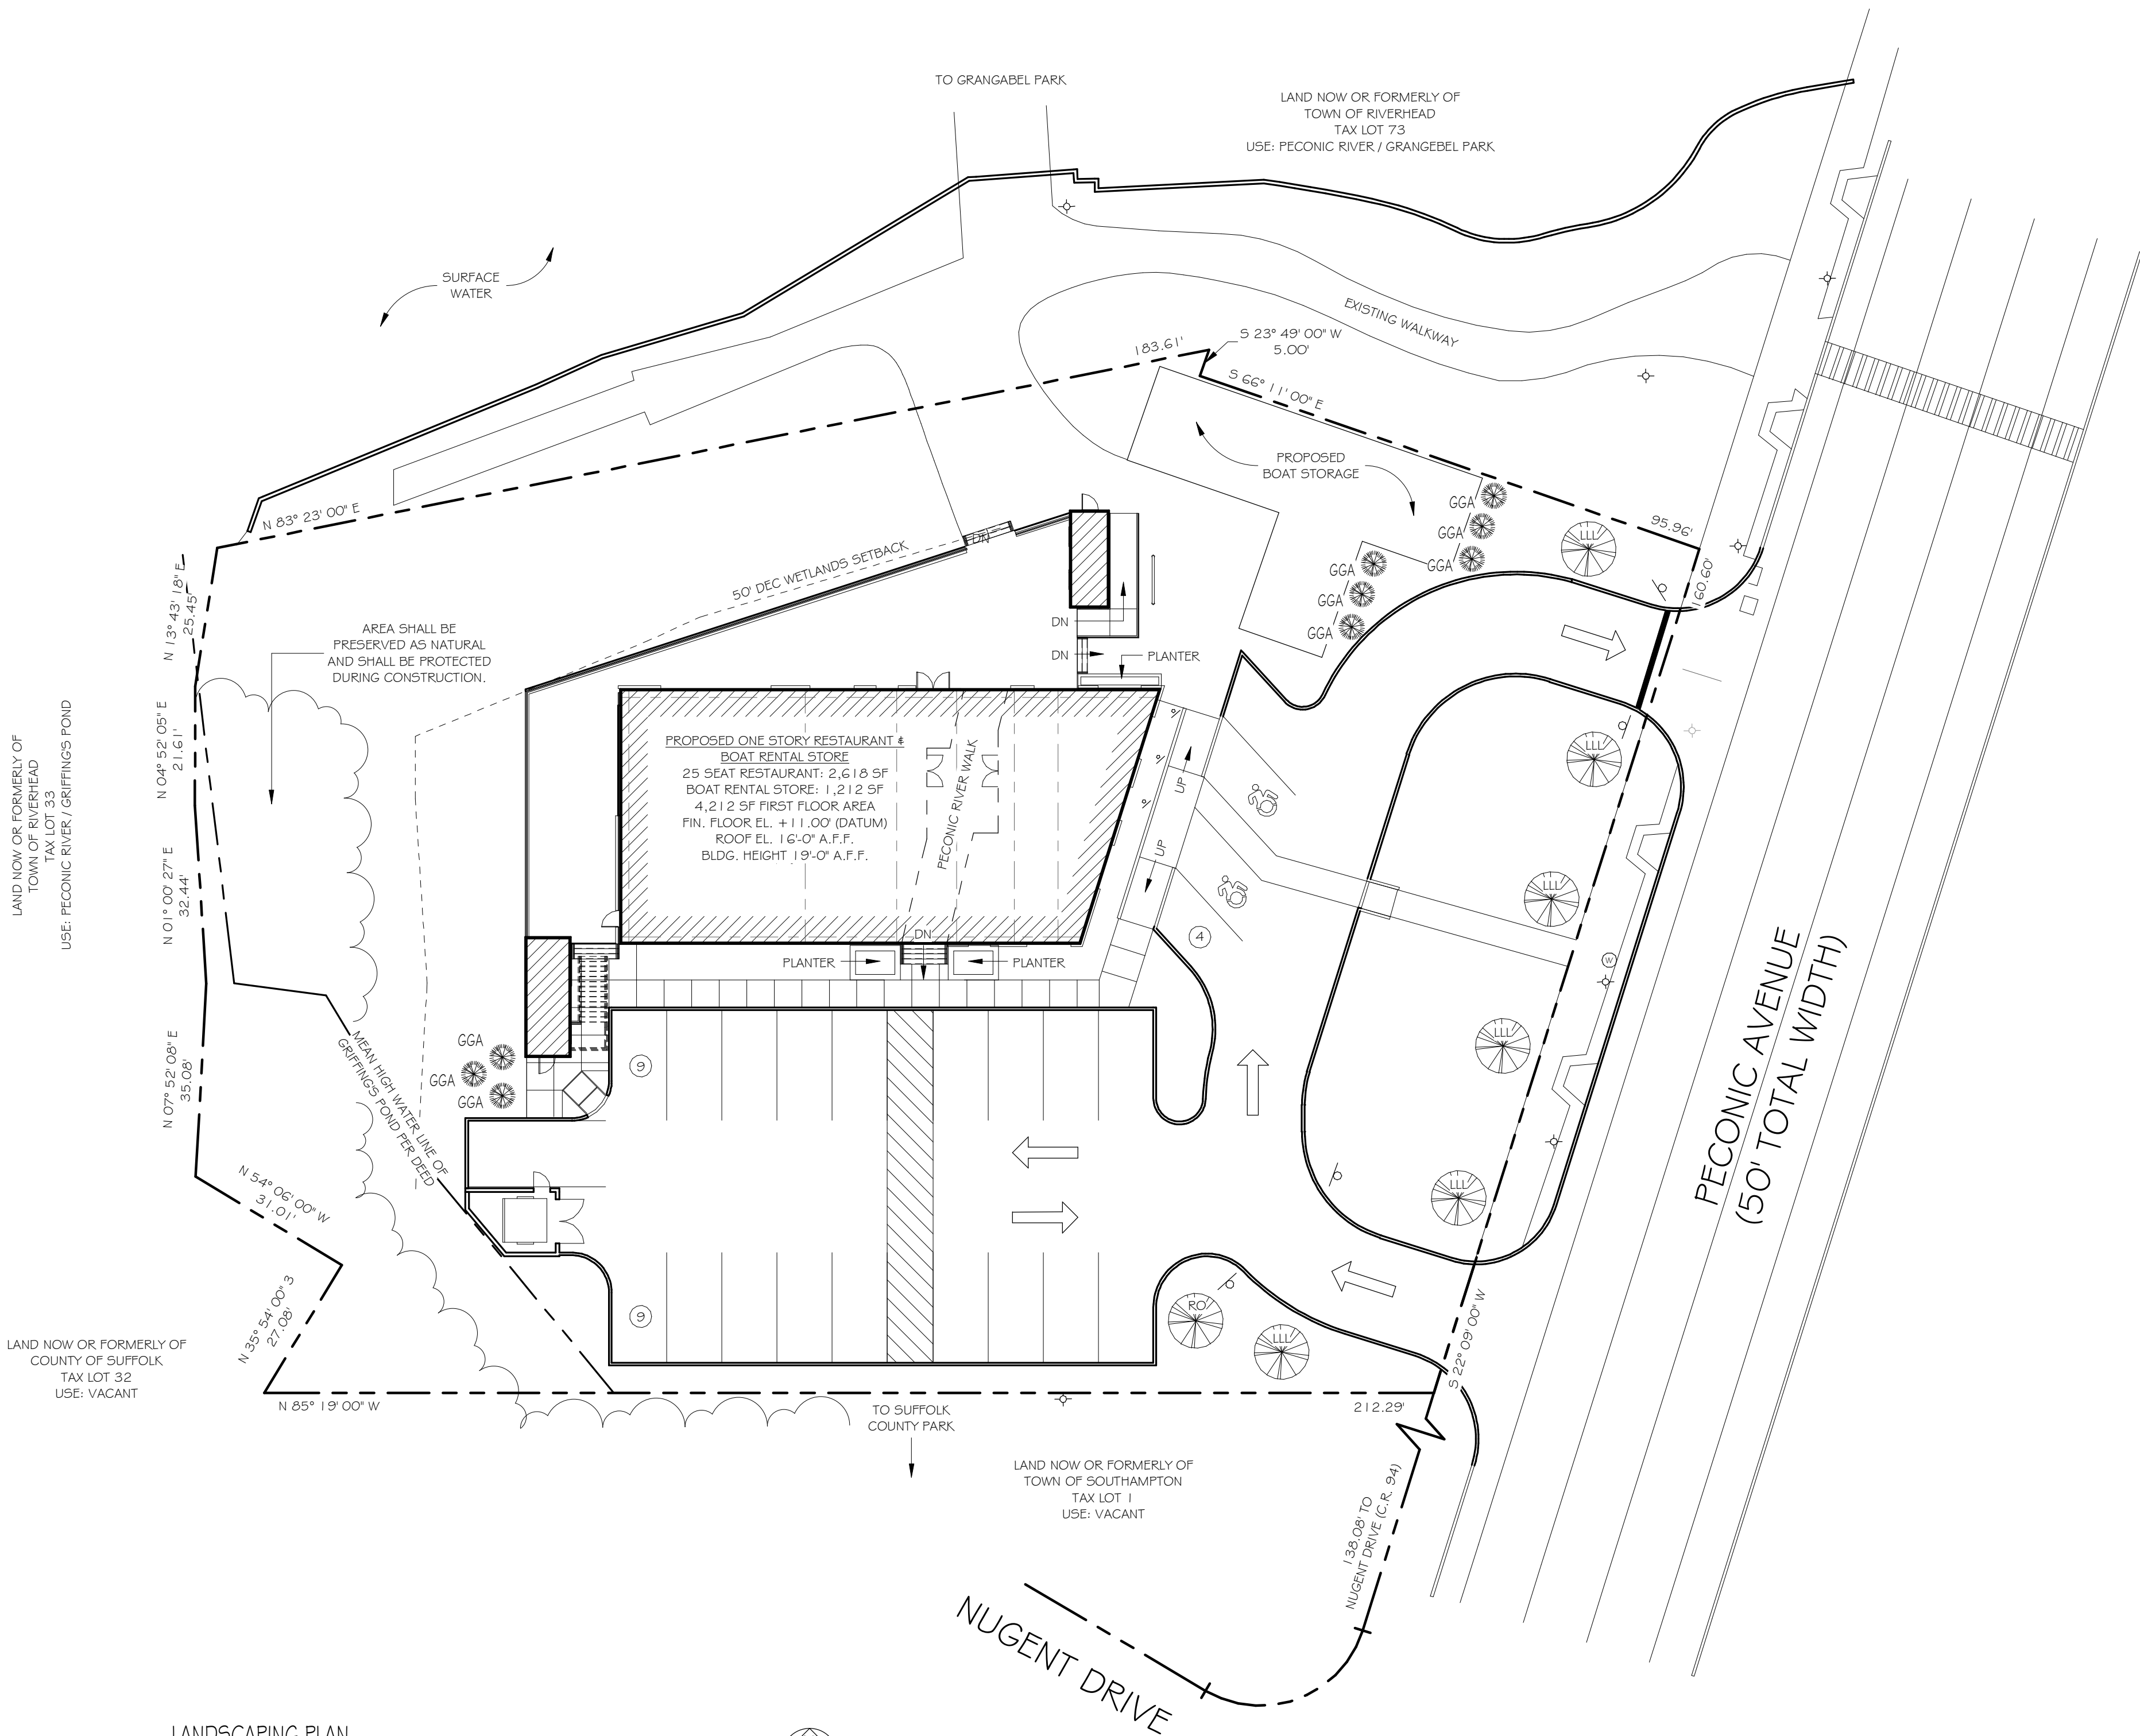 TO GRANGABEL PARK
LAND NOW OR FORMERLY OF
TOWN OF RIVERHEAD
TAX LOT 73
USE: PECONIC RIVER / GRANGEBEL PARK
SURFACE
WATER
EXISTING WALKWAY
183.61'
S 23° 49' 00" W
5.00'
S 66° 11' 00" E
PROPOSED
BOAT STORAGE
GGA
GGA
GGA
GGA
GGA
GGA
LLL
95.96'
160.60'
N 83° 23' 00" E
DN
50' DEC WETLANDS SETBACK
N 13° 43' 18" E
25.45'
AREA SHALL BE
PRESERVED AS NATURAL
AND SHALL BE PROTECTED
DURING CONSTRUCTION.
DN
DN
PLANTER
LAND NOW OR FORMERLY OF
TOWN OF RIVERHEAD
TAX LOT 33
USE: PECONIC RIVER / GRIFFING'S POND
N 04° 52' 05" E
21.61'
PROPOSED ONE STORY RESTAURANT &
BOAT RENTAL STORE
25 SEAT RESTAURANT: 2,618 SF
BOAT RENTAL STORE: 1,212 SF
4,212 SF FIRST FLOOR AREA
FIN. FLOOR EL. +11.00' (DATUM)
ROOF EL. 16'-0" A.F.F.
BLDG. HEIGHT 19'-0" A.F.F.
PECONIC RIVER WALK
UP
UP
LLL
LLL
4
W
N 01° 00' 27" E
32.44'
DN
PLANTER
PLANTER
PECONIC AVENUE
(50' TOTAL WIDTH)
N 07° 52' 08" E
35.08'
MEAN HIGH WATER LINE OF
GRIFFING'S POND PER DEED
GGA
GGA
GGA
9
LLL
LLL
N 54° 06' 00" W
31.01'
N 35° 54' 00" 3
27.08'
9
RO
LLL
S 22° 09' 00" W
LAND NOW OR FORMERLY OF
COUNTY OF SUFFOLK
TAX LOT 32
USE: VACANT
N 85° 19' 00" W
212.29'
TO SUFFOLK
COUNTY PARK
LAND NOW OR FORMERLY OF
TOWN OF SOUTHAMPTON
TAX LOT 1
USE: VACANT
138.08' TO
NUGENT DRIVE (C.R. 94)
NUGENT DRIVE
LANDSCAPING PLAN